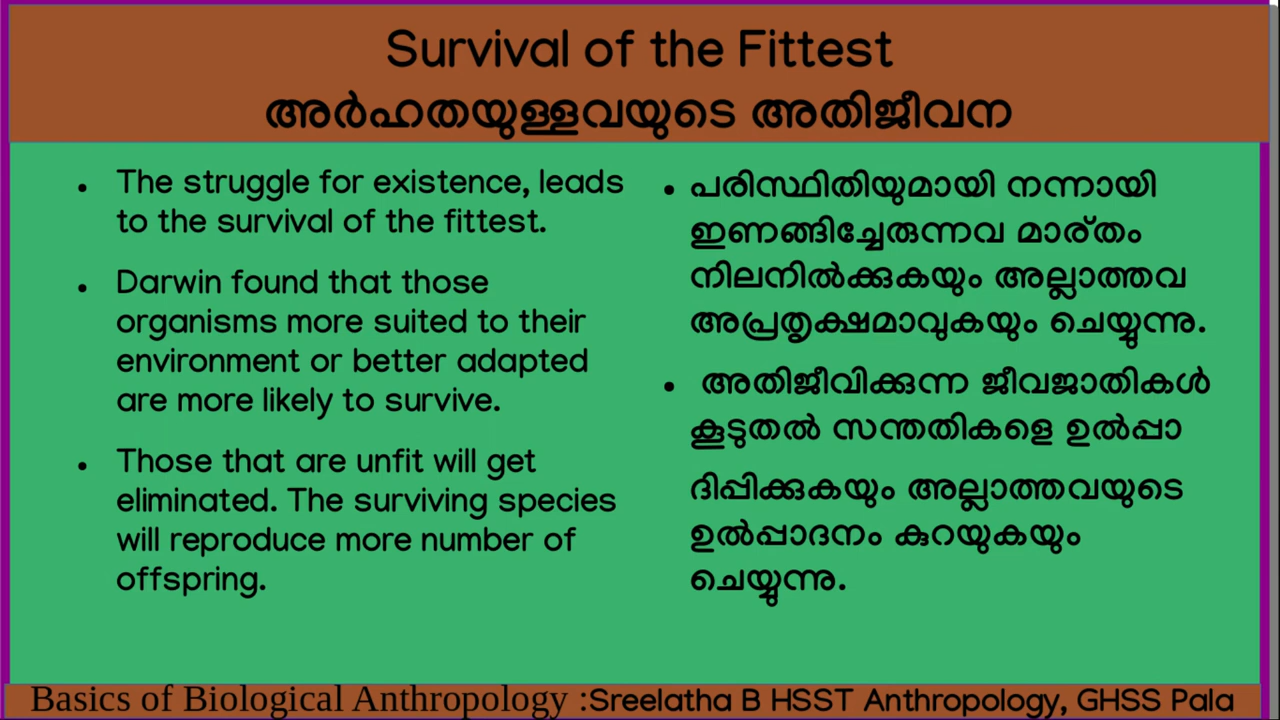 Survival of the Fittest
അർഹതയുള്ളവയുടെ അതിജീവന
• The struggle for existence, leads
to the survival of the fittest.
• Darwin found that those
organisms more suited to their
environment or better adapted
are more likely to survive.
• Those that are unfit will get
eliminated. The surviving species
will reproduce more number of
offspring.
• പരിസ്ഥിതിയുമായി നന്നായി
ഇണങ്ങിച്ചേരുന്നവ മാര്‌തം
നിലനിൽക്കുകയും അല്ലാത്തവ
അപ്രതൃക്ഷമാവുകയും ചെയ്യുന്നു.
• അതിജീവിക്കുന്ന ജീവജാതികൾ
കൂടുതൽ സന്തതികളെ ഉൽപ്പാ
ദിപ്പിക്കുകയും അല്ലാത്തവയുടെ
ഉൽപ്പാദനം കുറയുകയും
ചെയ്യുന്നു.
Basics of Biological Anthropology :Sreelatha B HSST Anthropology, GHSS Pala